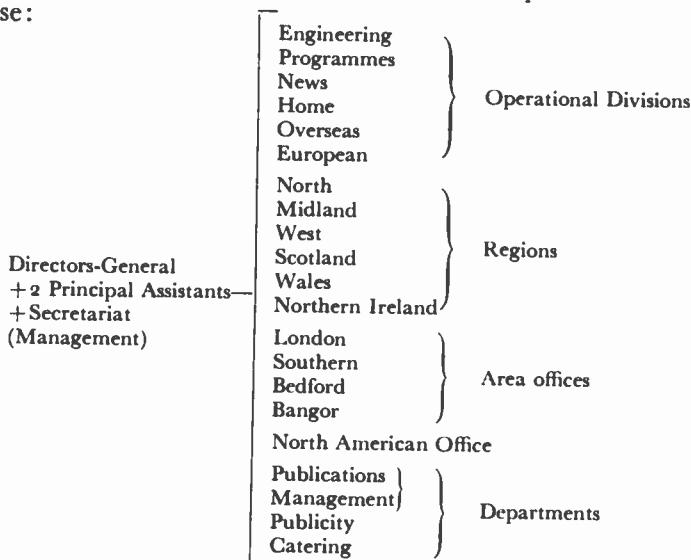 se:
Engineering
Programmes
News
Home
Overseas
European
Operational Divisions
North
Midland
West
Scotland
Wales
Northern Ireland
Regions
Directors-General
+2 Principal Assistants
+Secretariat
(Management)
London
Southern
Bedford
Bangor
Area offices
North American Office
Publications
Management
Publicity
Catering
Departments